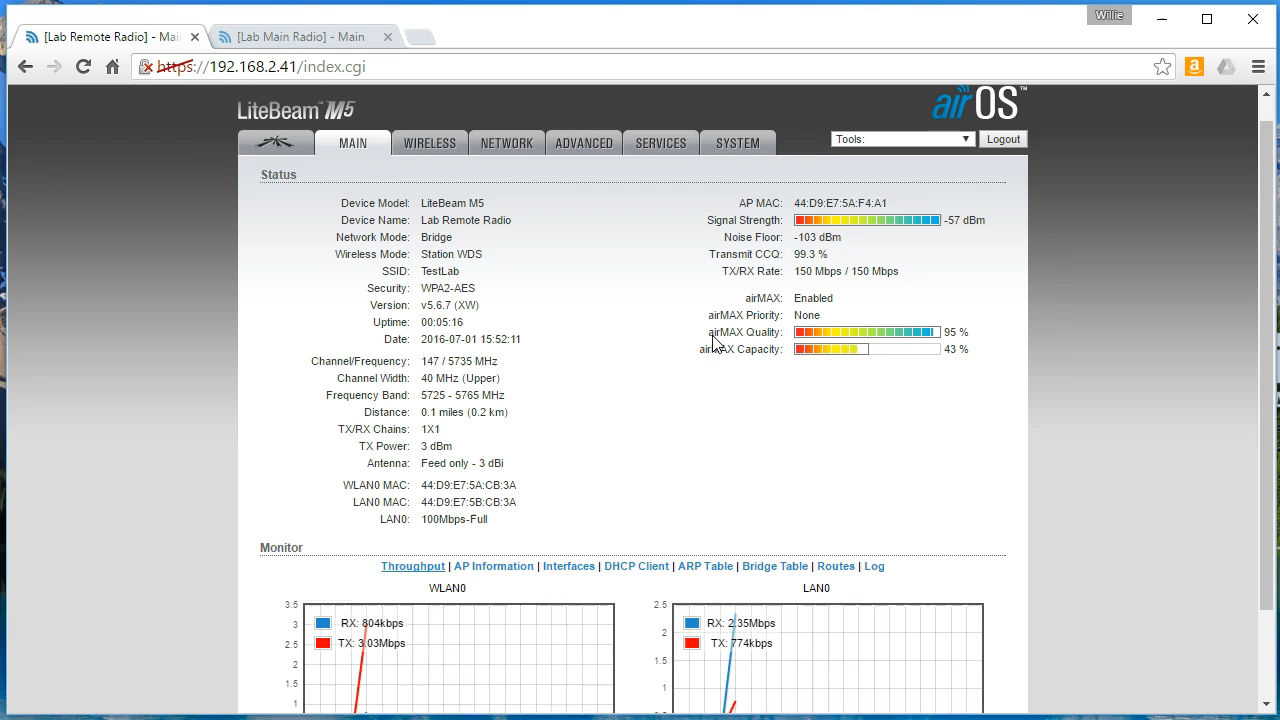 Willie
[Lab Remote Radio] - Mai
[Lab Main Radio] - Main
https://192.168.2.41/index.cgi
LiteBeam™ M5
airOS™
MAIN WIRELESS NETWORK ADVANCED SERVICES SYSTEM Tools: Logout
Status
Device Model: LiteBeam M5
Device Name: Lab Remote Radio
Network Mode: Bridge
Wireless Mode: Station WDS
SSID: TestLab
Security: WPA2-AES
Version: v5.6.7 (XW)
Uptime: 00:05:16
Date: 2016-07-01 15:52:11
Channel/Frequency: 147 / 5735 MHz
Channel Width: 40 MHz (Upper)
Frequency Band: 5725 - 5765 MHz
Distance: 0.1 miles (0.2 km)
TX/RX Chains: 1X1
TX Power: 3 dBm
Antenna: Feed only - 3 dBi
WLAN0 MAC: 44:D9:E7:5A:CB:3A
LAN0 MAC: 44:D9:E7:5B:CB:3A
LAN0: 100Mbps-Full
AP MAC: 44:D9:E7:5A:F4:A1
Signal Strength: -57 dBm
Noise Floor: -103 dBm
Transmit CCQ: 99.3 %
TX/RX Rate: 150 Mbps / 150 Mbps
airMAX: Enabled
airMAX Priority: None
airMAX Quality: 95 %
airMAX Capacity: 43 %
Monitor
Throughput | AP Information | Interfaces | DHCP Client | ARP Table | Bridge Table | Routes | Log
WLAN0
3.5
3
2.5
2
1.5
1
RX: 804kbps
TX: 3.03Mbps
LAN0
2.5
2
1.5
1
RX: 2.35Mbps
TX: 774kbps